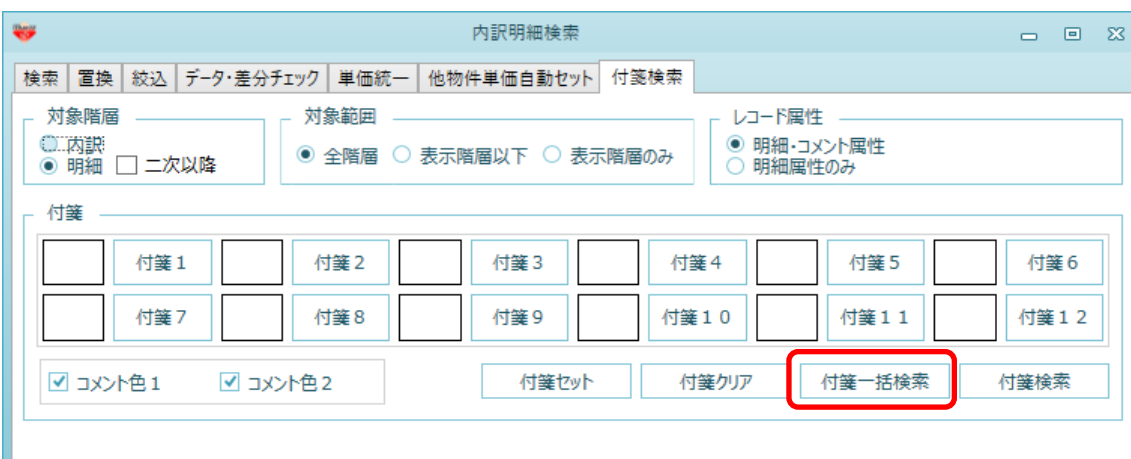 内訳明細検索
検索 置換 絞込 データ・差分チェック 単価統一 他物件単価自動セット 付箋検索
対象階層 対象範囲 レコード属性
内訳
明細 二次以降
全階層 表示階層以下 表示階層のみ
明細・コメント属性
明細属性のみ
付箋
付箋1 付箋2 付箋3 付箋4 付箋5 付箋6
付箋7 付箋8 付箋9 付箋10 付箋11 付箋12
コメント色1 コメント色2 付箋セット 付箋クリア 付箋一括検索 付箋検索